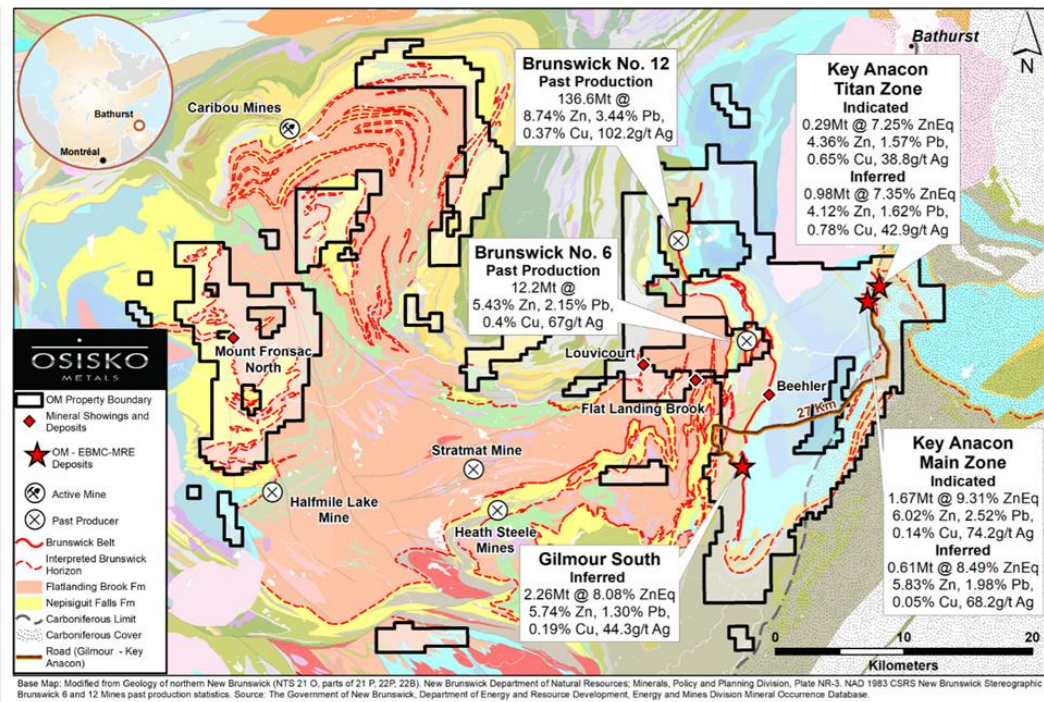 Bathurst
Montréal
Caribou Mines
Brunswick No. 12
Past Production
136.6Mt @
8.74% Zn, 3.44% Pb,
0.37% Cu, 102.2g/t Ag
Bathurst
N
Key Anacon
Titan Zone
Indicated
0.29Mt @ 7.25% ZnEq
4.36% Zn, 1.57% Pb,
0.65% Cu, 38.8g/t Ag
Inferred
0.98Mt @ 7.35% ZnEq
4.12% Zn, 1.62% Pb,
0.78% Cu, 42.9g/t Ag
Brunswick No. 6
Past Production
12.2Mt @
5.43% Zn, 2.15% Pb,
0.4% Cu, 67g/t Ag
Mount Fronsac
North
Louvicourt
Flat Landing Brook
Beehler
27 Km
Stratmat Mine
Halfmile Lake
Mine
Heath Steele
Mines
Gilmour South
Inferred
2.26Mt @ 8.08% ZnEq
5.74% Zn, 1.30% Pb,
0.19% Cu, 44.3g/t Ag
Key Anacon
Main Zone
Indicated
1.67Mt @ 9.31% ZnEq
6.02% Zn, 2.52% Pb,
0.14% Cu, 74.2g/t Ag
Inferred
0.61Mt @ 8.49% ZnEq
5.83% Zn, 1.98% Pb,
0.05% Cu, 68.2g/t Ag
OSISKO
METALS
OM Property Boundary
Mineral Showings and
Deposits
OM - EBMC-MRE
Deposits
Active Mine
Past Producer
Brunswick Belt
Interpreted Brunswick
Horizon
Flatlanding Brook Fm
Nepisiguit Falls Fm
Carboniferous Limit
Carboniferous Cover
Road (Gilmour - Key
Anacon)
0 10 20
Kilometers
Base Map: Modified from Geology of northern New Brunswick (NTS 21 O, parts of 21 P, 22P, 22B). New Brunswick Department of Natural Resources; Minerals, Policy and Planning Division, Plate NR-3. NAD 1983 CSRS New Brunswick Stereographic
Brunswick 6 and 12 Mines past production statistics. Source: The Government of New Brunswick, Department of Energy and Resource Development, Energy and Mines Division Mineral Occurrence Database.